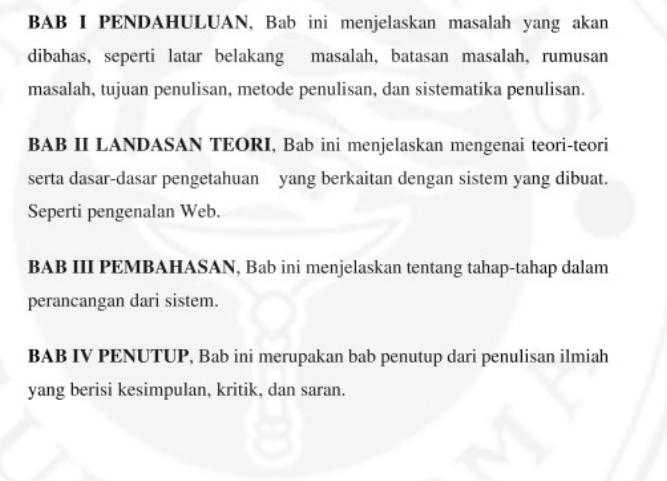 BAB I PENDAHULUAN, Bab ini menjelaskan masalah yang akan
dibahas, seperti latar belakang masalah, batasan masalah, rumusan
masalah, tujuan penulisan, metode penulisan, dan sistematika penulisan.
BAB II LANDASAN TEORI, Bab ini menjelaskan mengenai teori-teori
serta dasar-dasar pengetahuan yang berkaitan dengan sistem yang dibuat.
Seperti pengenalan Web.
BAB III PEMBAHASAN, Bab ini menjelaskan tentang tahap-tahap dalam
perancangan dari sistem.
BAB IV PENUTUP, Bab ini merupakan bab penutup dari penulisan ilmiah
yang berisi kesimpulan, kritik, dan saran.